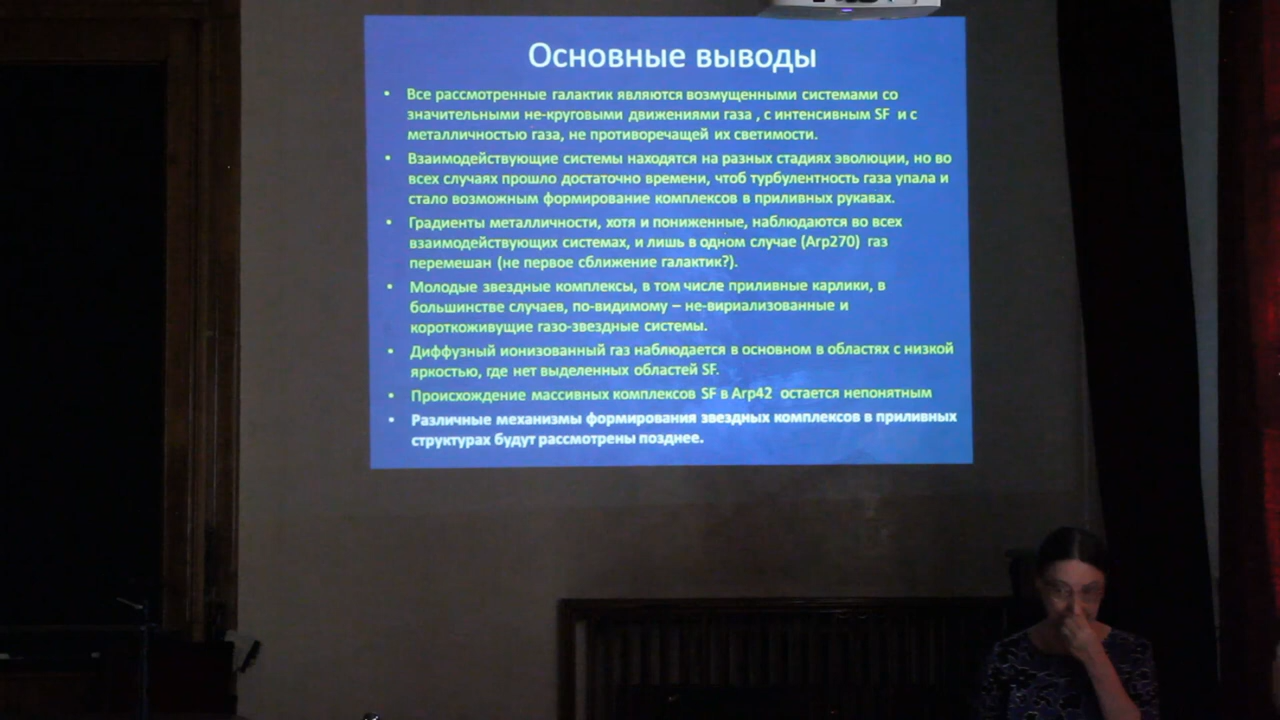 Основные выводы
• Все рассмотренные галактик являются возмущенными системами со
значительными не-круговыми движениями газа , с интенсивным SF и с
металличностью газа, не противоречащей их светимости.
• Взаимодействующие системы находятся на разных стадиях эволюции, но во
всех случаях прошло достаточно времени, чтоб турбулентность газа упала и
стало возможным формирование комплексов в приливных рукавах.
• Градиенты металличности, хотя и пониженные, наблюдаются во всех
взаимодействующих системах, и лишь в одном случае (Arp270) газ
перемешан (не первое сближение галактик?).
• Молодые звездные комплексы, в том числе приливные карлики, в
большинстве случаев, по-видимому – не-вириализованные и
короткоживущие газо-звездные системы.
• Диффузный ионизованный газ наблюдается в основном в областях с низкой
яркостью, где нет выделенных областей SF.
• Происхождение массивных комплексов SF в Arp42 остается непонятным
• Различные механизмы формирования звездных комплексов в приливных
структурах будут рассмотрены позднее.